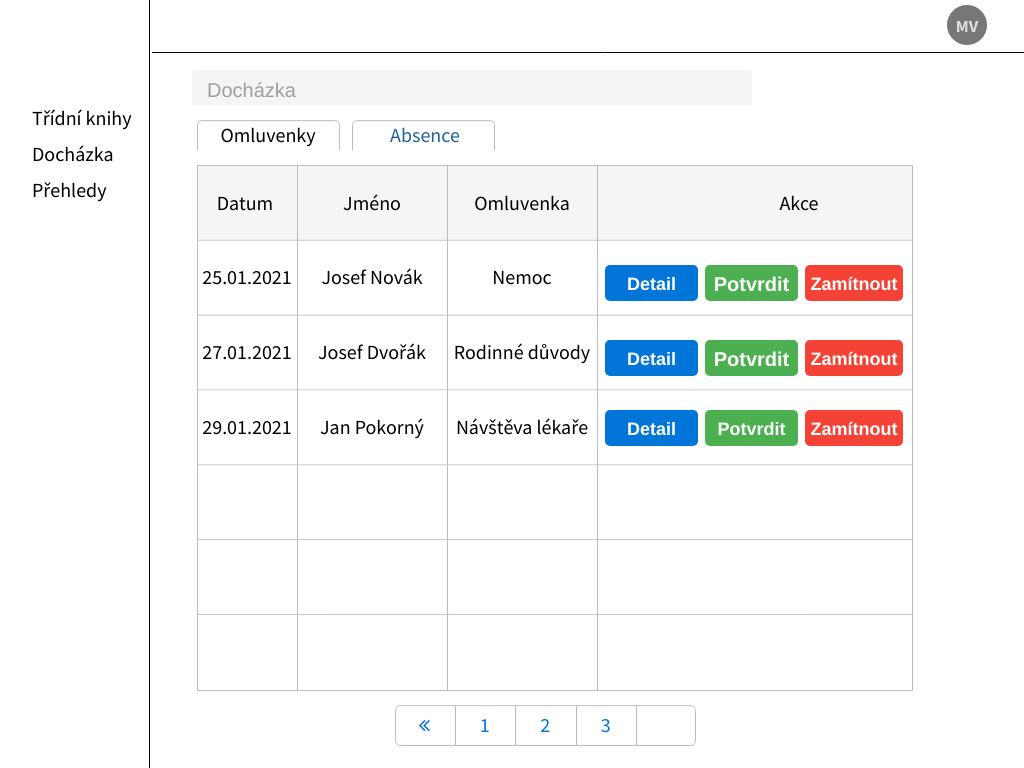 MV
Třídní knihy
Docházka
Přehledy
Docházka
Omluvenky Absence
Datum Jméno Omluvenka Akce
25.01.2021 Josef Novák Nemoc Detail Potvrdit Zamítnout
27.01.2021 Josef Dvořák Rodinné důvody Detail Potvrdit Zamítnout
29.01.2021 Jan Pokorný Návštěva lékaře Detail Potvrdit Zamítnout
« 1 2 3